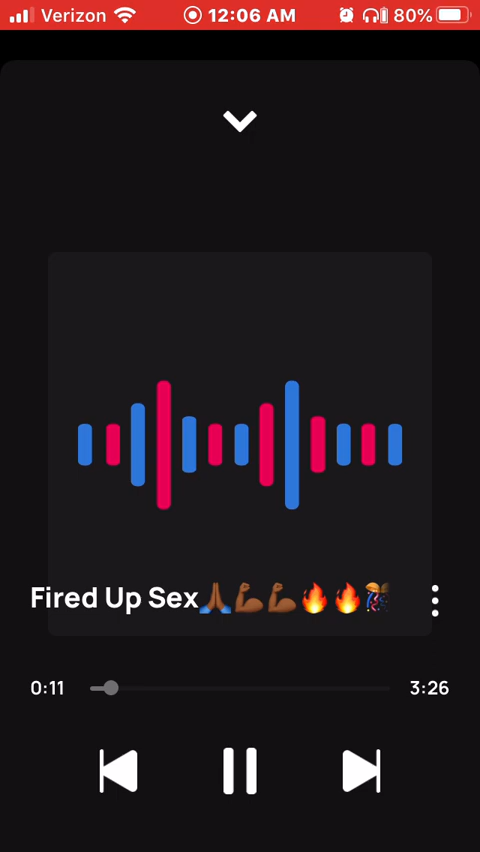 Verizon 12:06 AM 80%
Fired Up Sex🙏🏾💪🏾💪🏾🔥🔥🎊
0:11 3:26